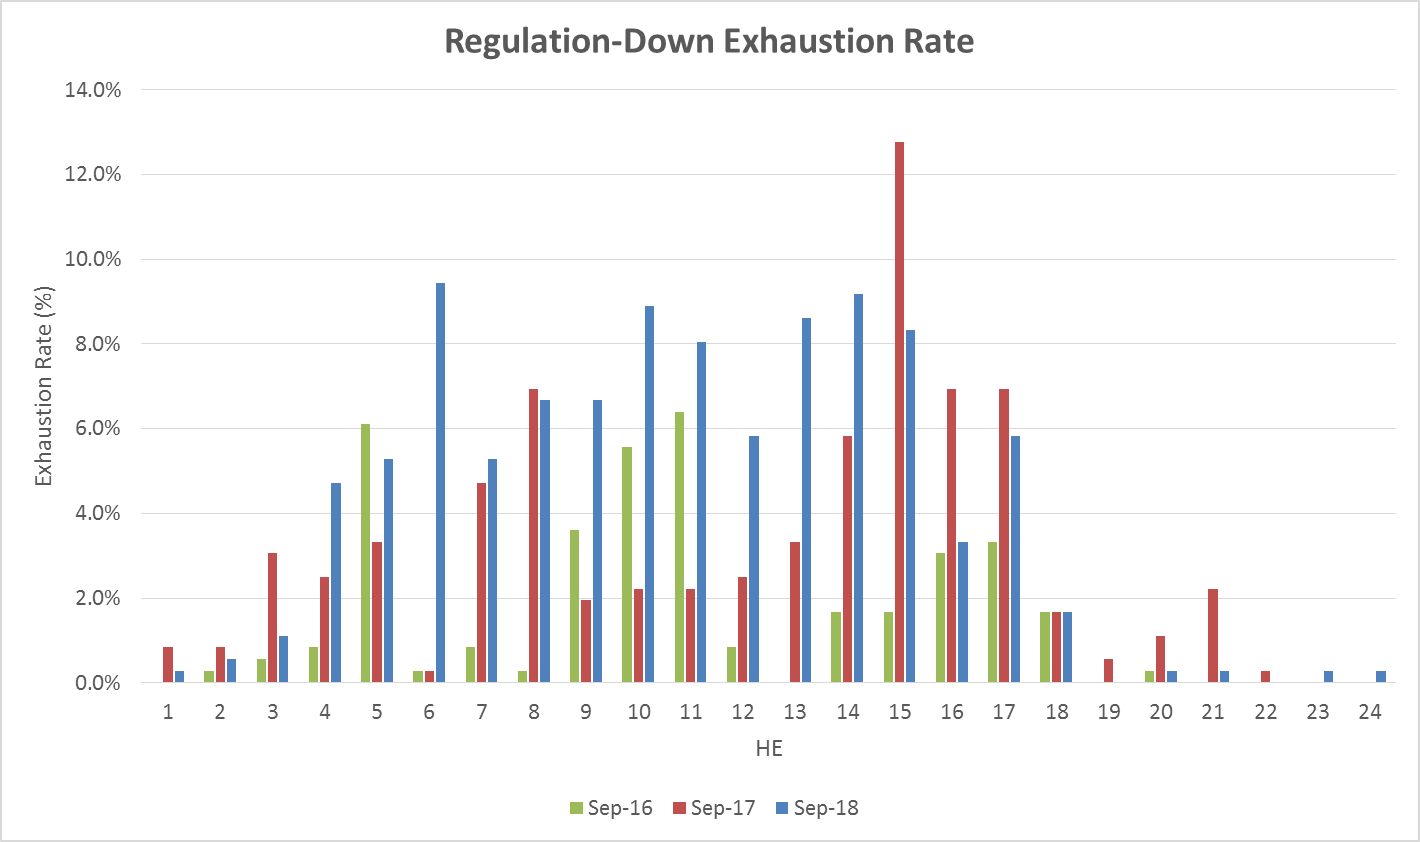 Regulation-Down Exhaustion Rate
14.0%
12.0%
10.0%
8.0%
6.0%
4.0%
2.0%
0.0%
Exhaustion Rate (%)
1 2 3 4 5 6 7 8 9 10 11 12 13 14 15 16 17 18 19 20 21 22 23 24
HE
Sep-16 Sep-17 Sep-18